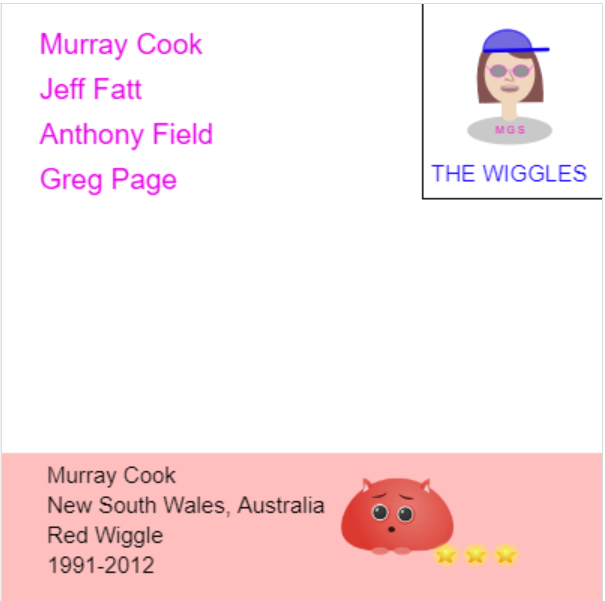 Murray Cook
Jeff Fatt
Anthony Field
Greg Page
MGS
THE WIGGLES
Murray Cook
New South Wales, Australia
Red Wiggle
1991-2012